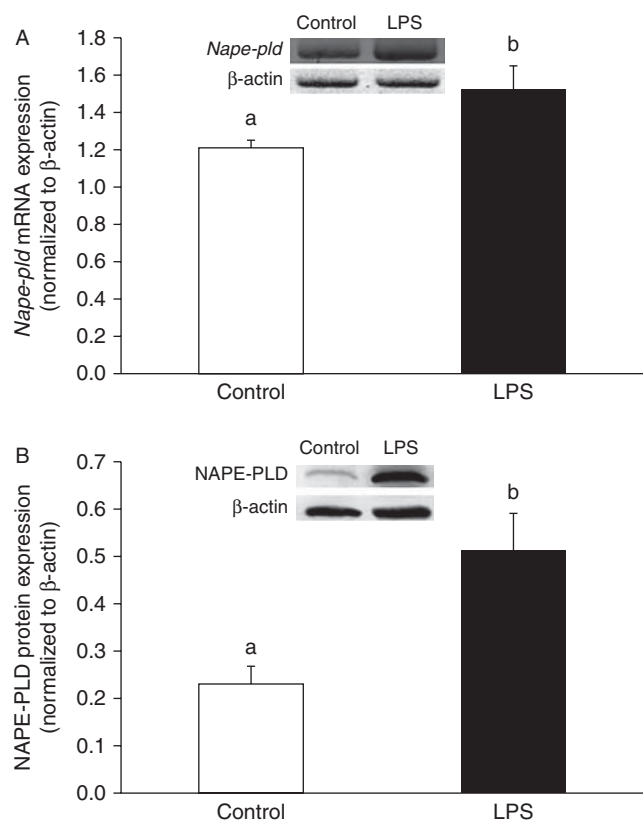 A
Control LPS
Nape-pld
β-actin
Nape-pld mRNA expression
(normalized to β-actin)
1.8
1.6
1.4
1.2
1.0
0.8
0.6
0.4
0.2
0.0
a
b
Control
LPS
B
Control LPS
NAPE-PLD
β-actin
NAPE-PLD protein expression
(normalized to β-actin)
0.7
0.6
0.5
0.4
0.3
0.2
0.1
0.0
a
b
Control
LPS